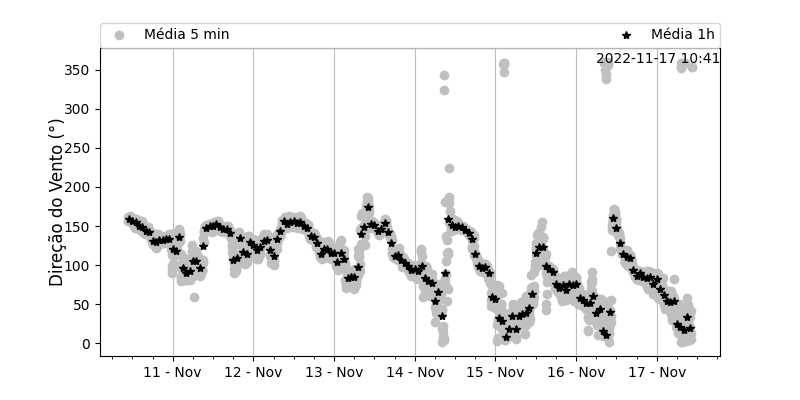 Média 5 min
Média 1h
2022-11-17 10:41
Direção do Vento (°)
350
300
250
200
150
100
50
0
11 - Nov
12 - Nov
13 - Nov
14 - Nov
15 - Nov
16 - Nov
17 - Nov